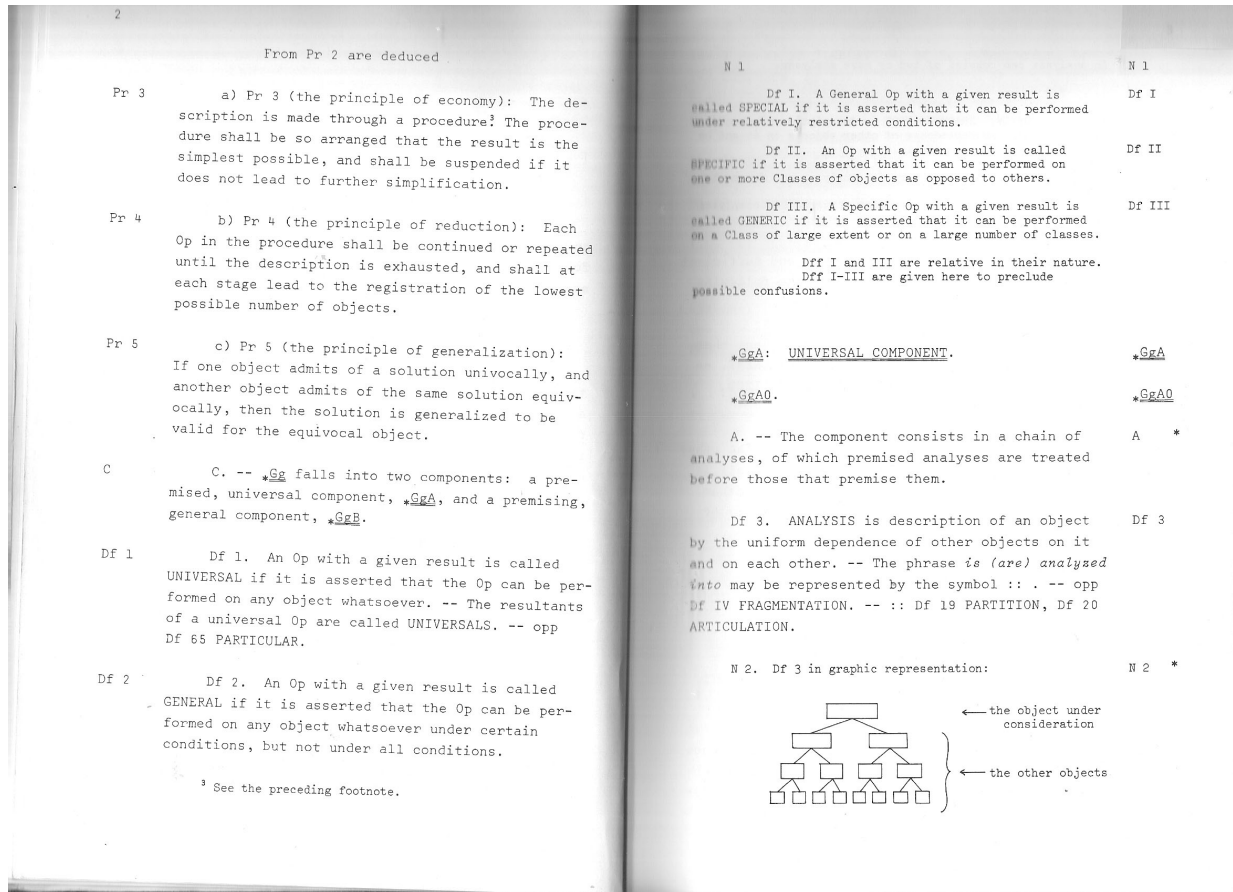 2
From Pr 2 are deduced
Pr 3
a) Pr 3 (the principle of economy): The de-
scription is made through a procedure.³ The proce-
dure shall be so arranged that the result is the
simplest possible, and shall be suspended if it
does not lead to further simplification.
Pr 4
b) Pr 4 (the principle of reduction): Each
Op in the procedure shall be continued or repeated
until the description is exhausted, and shall at
each stage lead to the registration of the lowest
possible number of objects.
Pr 5
c) Pr 5 (the principle of generalization):
If one object admits of a solution univocally, and
another object admits of the same solution equiv-
ocally, then the solution is generalized to be
valid for the equivocal object.
C
C. -- *Gg falls into two components: a pre-
mised, universal component, *GgA, and a premising,
general component, *GgB.
Df 1
Df 1. An Op with a given result is called
UNIVERSAL if it is asserted that the Op can be per-
formed on any object whatsoever. -- The resultants
of a universal Op are called UNIVERSALS. -- opp
Df 65 PARTICULAR.
Df 2
Df 2. An Op with a given result is called
GENERAL if it is asserted that the Op can be per-
formed on any object whatsoever under certain
conditions, but not under all conditions.
³ See the preceding footnote.
N 1
N 1
Df I. A General Op with a given result is
called SPECIAL if it is asserted that it can be performed
under relatively restricted conditions.
Df I
Df II. An Op with a given result is called
SPECIFIC if it is asserted that it can be performed on
one or more Classes of objects as opposed to others.
Df II
Df III. A Specific Op with a given result is
called GENERIC if it is asserted that it can be performed
on a Class of large extent or on a large number of classes.
Df III
Dff I and III are relative in their nature.
Dff I-III are given here to preclude
possible confusions.
*GgA: UNIVERSAL COMPONENT.
*GgA
*GgA0.
*GgA0
A. -- The component consists in a chain of
analyses, of which premised analyses are treated
before those that premise them.
A *
Df 3. ANALYSIS is description of an object
by the uniform dependence of other objects on it
and on each other. -- The phrase is (are) analyzed
into may be represented by the symbol :: . -- opp
Df IV FRAGMENTATION. -- :: Df 19 PARTITION, Df 20
ARTICULATION.
Df 3
N 2. Df 3 in graphic representation:
N 2 *
←the object under
consideration
←the other objects